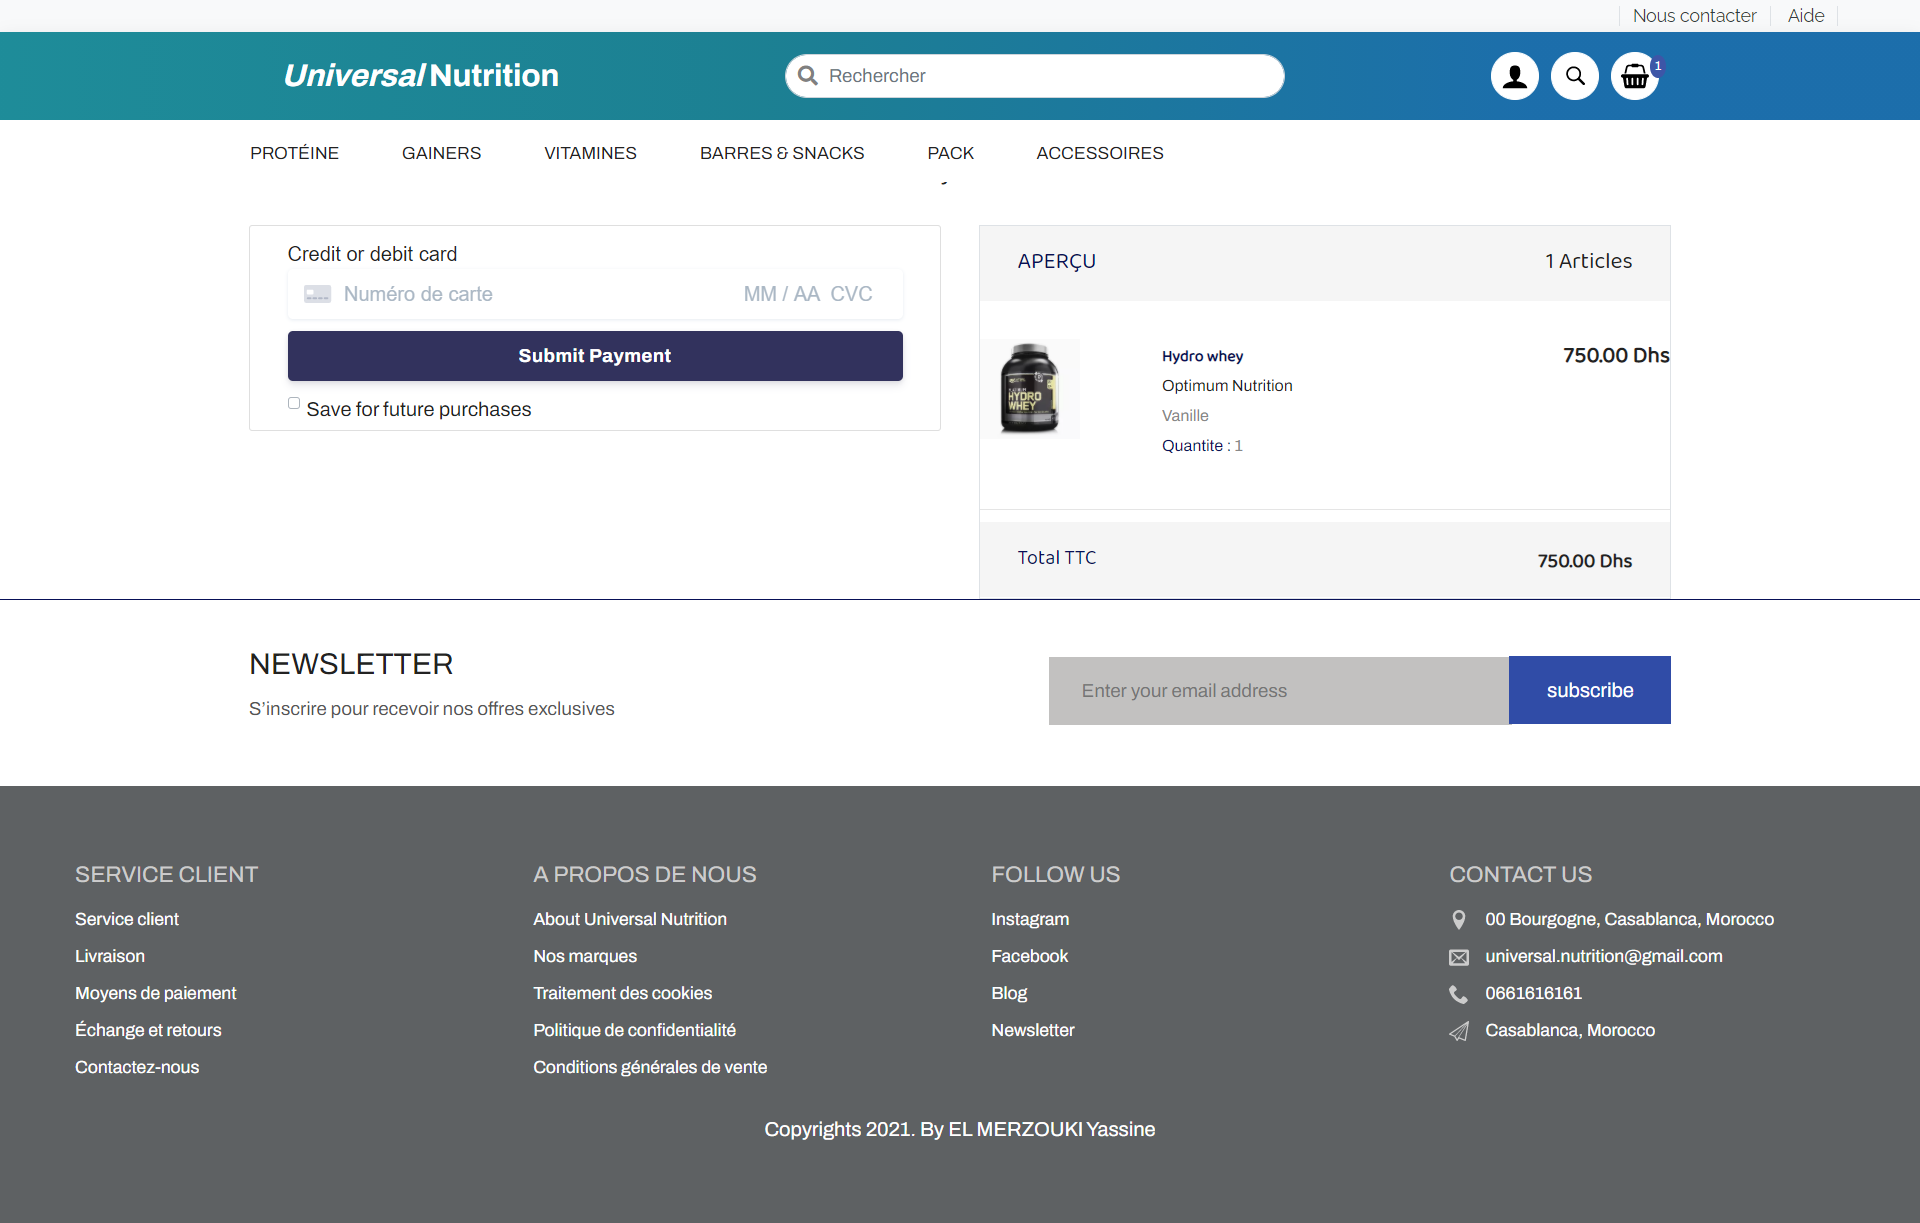 Nous contacter
Aide
Universal Nutrition
Rechercher
1
PROTÉINE
GAINERS
VITAMINES
BARRES & SNACKS
PACK
ACCESSOIRES
Credit or debit card
Numéro de carte
MM / AA CVC
Submit Payment
Save for future purchases
APERÇU
1 Articles
HYDRO
WHEY
Hydro whey
750.00 Dhs
Optimum Nutrition
Vanille
Quantite : 1
Total TTC
750.00 Dhs
NEWSLETTER
S'inscrire pour recevoir nos offres exclusives
Enter your email address
subscribe
SERVICE CLIENT
Service client
Livraison
Moyens de paiement
Échange et retours
Contactez-nous
A PROPOS DE NOUS
About Universal Nutrition
Nos marques
Traitement des cookies
Politique de confidentialité
Conditions générales de vente
FOLLOW US
Instagram
Facebook
Blog
Newsletter
CONTACT US
00 Bourgogne, Casablanca, Morocco
universal.nutrition@gmail.com
0661616161
Casablanca, Morocco
Copyrights 2021. By EL MERZOUKI Yassine